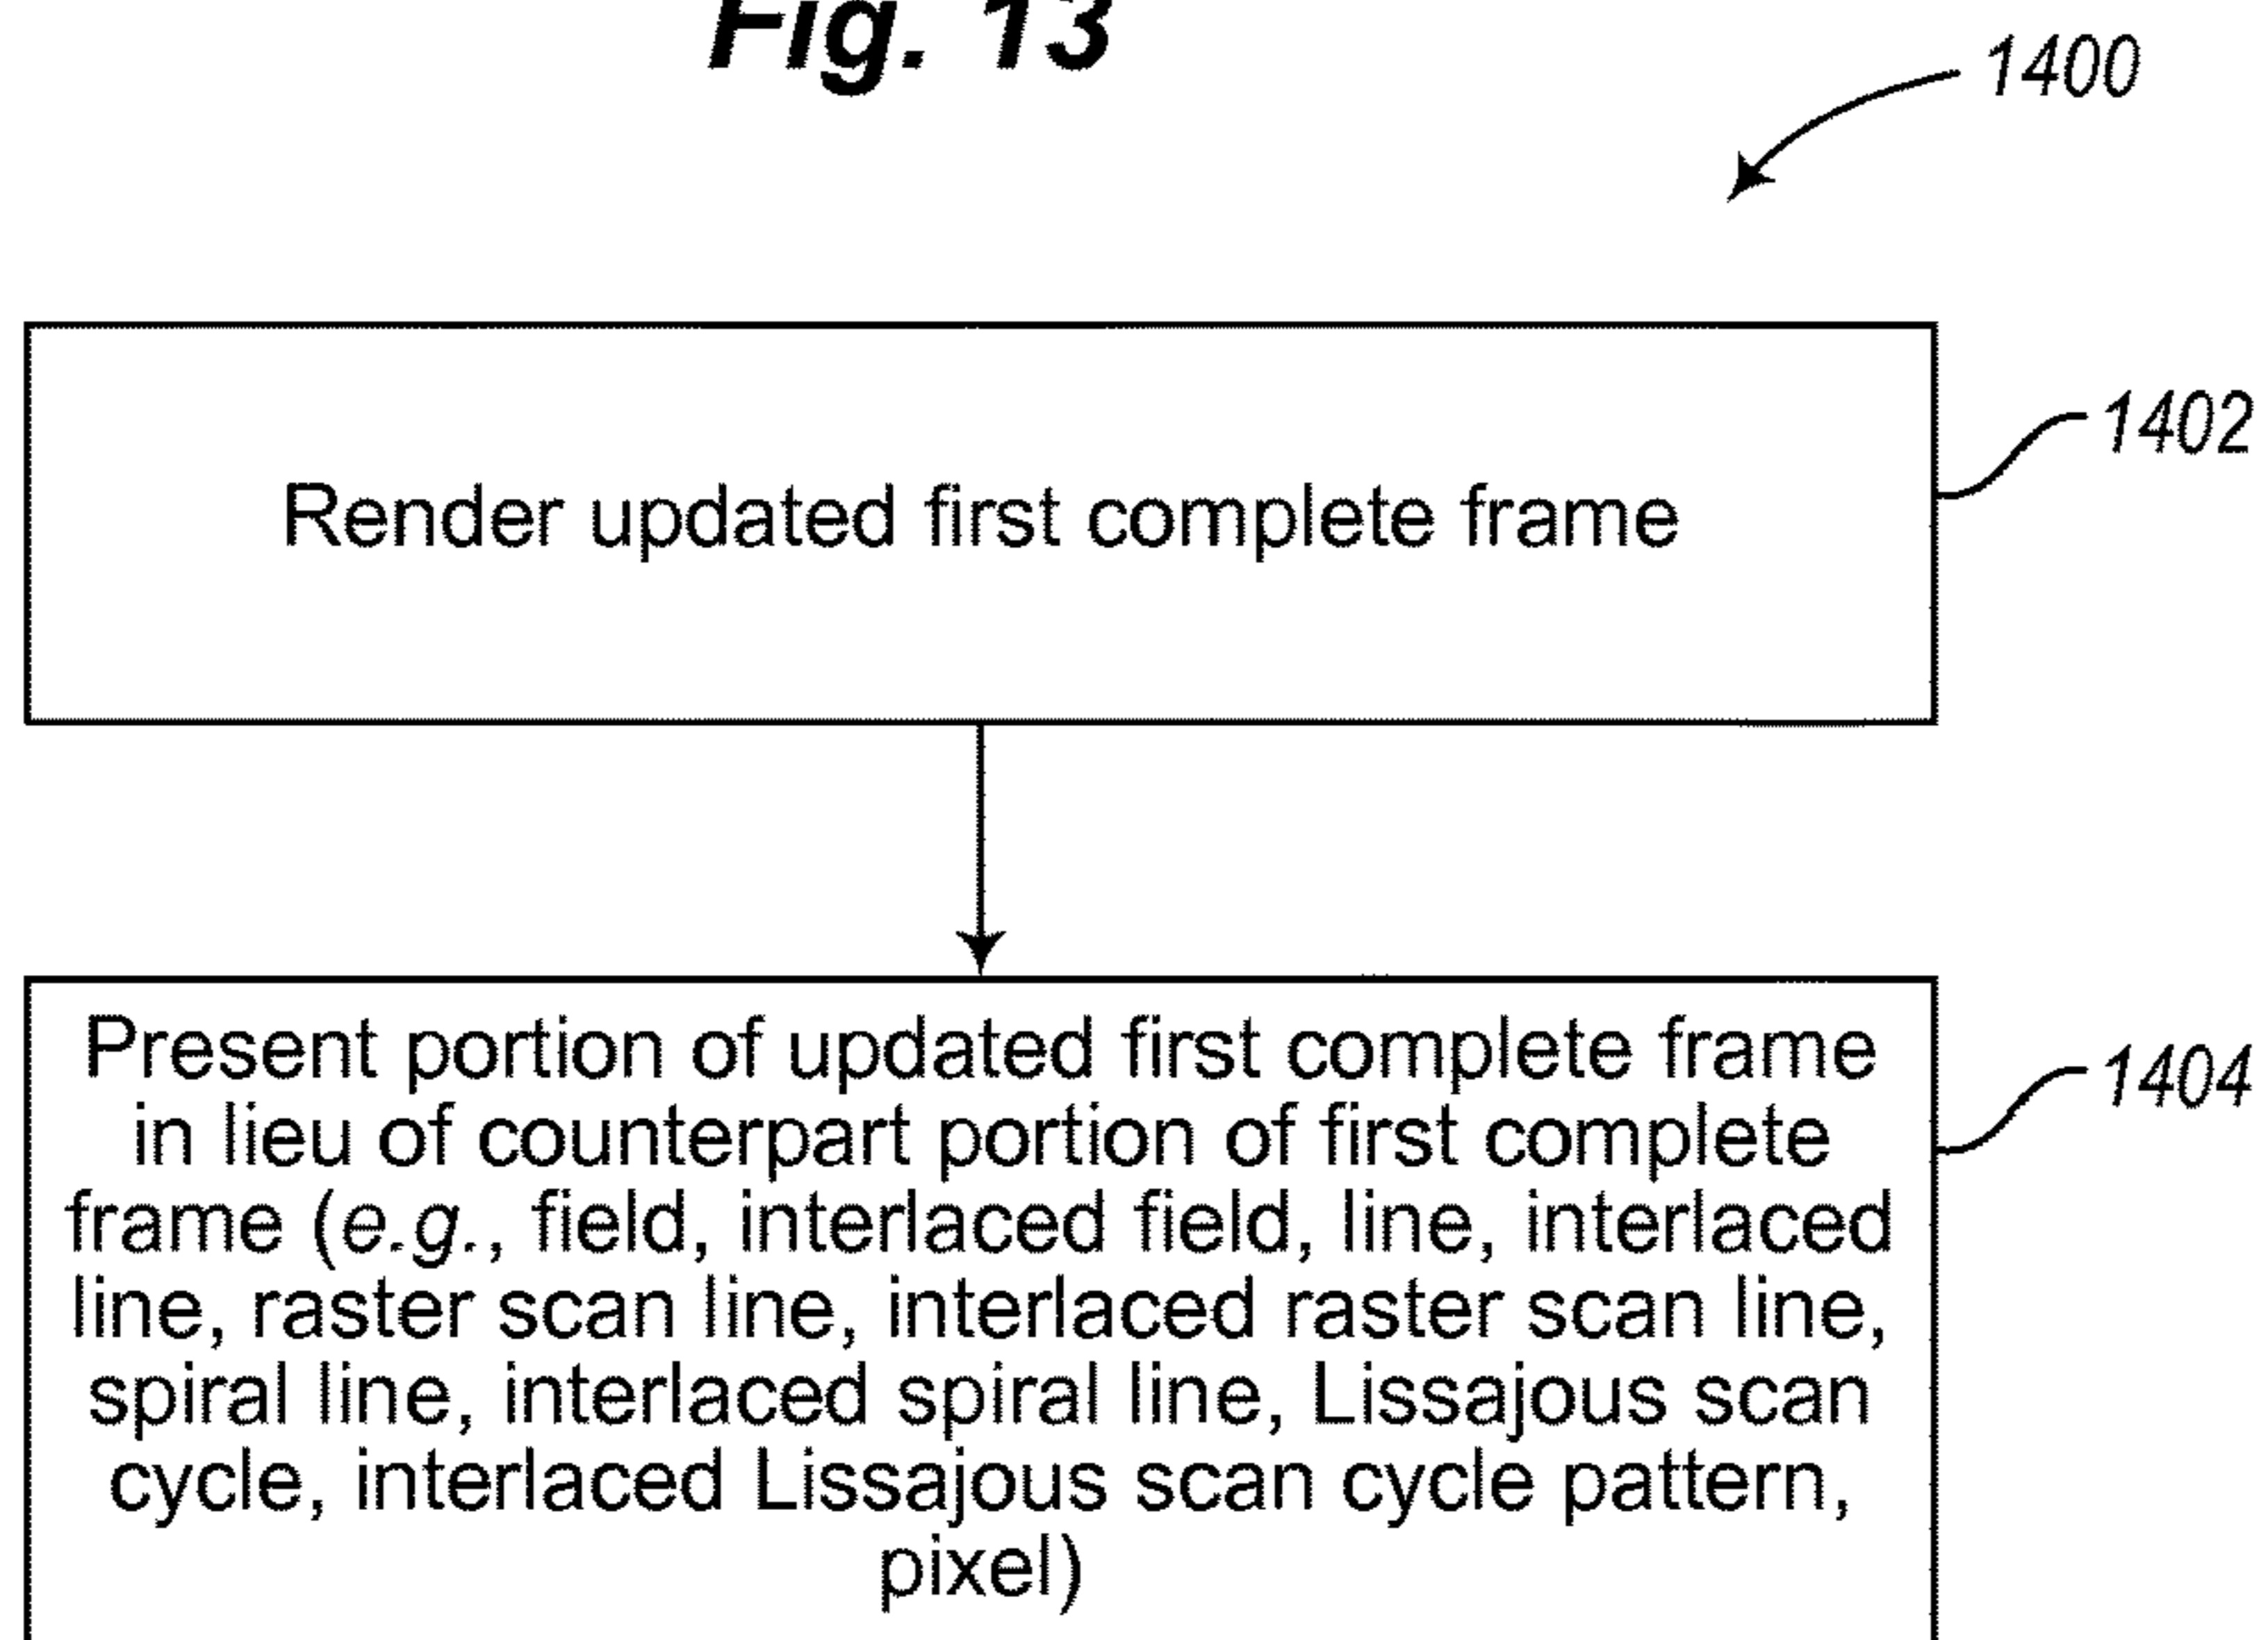 Fig. 13
1400
Render updated first complete frame
1402
Present portion of updated first complete frame
in lieu of counterpart portion of first complete
frame (e.g., field, interlaced field, line, interlaced
line, raster scan line, interlaced raster scan line,
spiral line, interlaced spiral line, Lissajous scan
cycle, interlaced Lissajous scan cycle pattern,
pixel)
1404